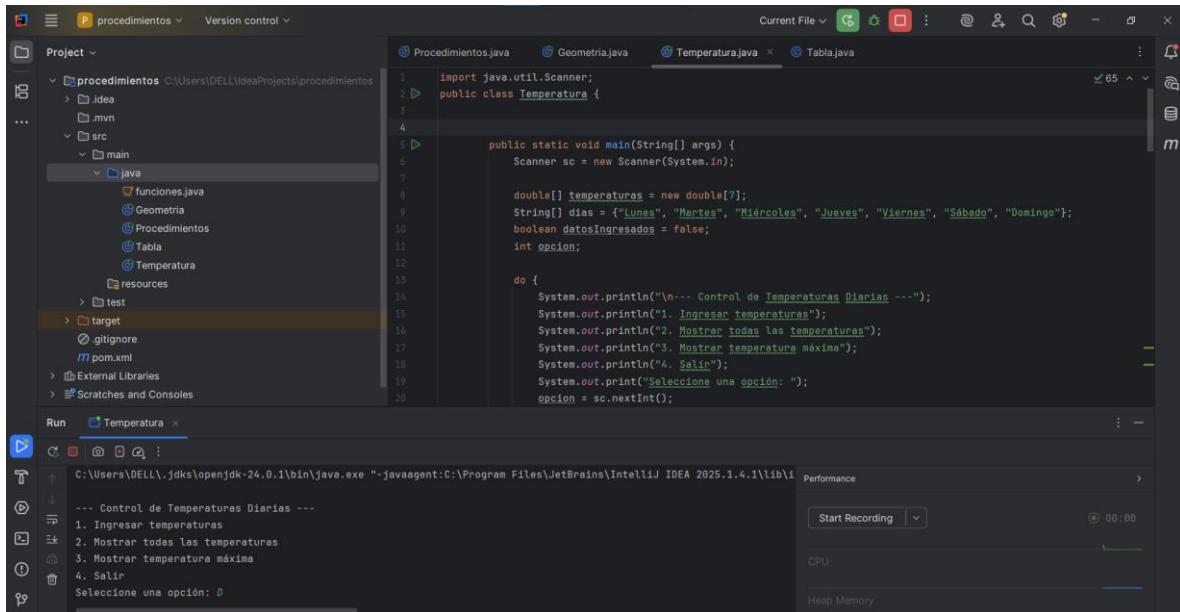 P procedimientos Version control Current File
Project
procedimientos C:\Users\DELL\IdeaProjects\procedimientos
.idea
.mvn
src
main
java
funciones.java
Geometria
Procedimientos
Tabla
Temperatura
resources
test
target
.gitignore
m pom.xml
External Libraries
Scratches and Consoles
Procedimientos.java Geometria.java Temperatura.java Tabla.java
65
1 import java.util.Scanner;
2 public class Temperatura {
3
4
5 public static void main(String[] args) {
6 Scanner sc = new Scanner(System.in);
7
8 double[] temperaturas = new double[7];
9 String[] dias = {"Lunes", "Martes", "Miércoles", "Jueves", "Viernes", "Sábado", "Domingo"};
10 boolean datosIngresados = false;
11 int opcion;
12
13 do {
14 System.out.println("\n--- Control de Temperaturas Diarias ---");
15 System.out.println("1. Ingresar temperaturas");
16 System.out.println("2. Mostrar todas las temperaturas");
17 System.out.println("3. Mostrar temperatura máxima");
18 System.out.println("4. Salir");
19 System.out.print("Seleccione una opción: ");
20 opcion = sc.nextInt();
m
Run Temperatura
C:\Users\DELL\.jdks\openjdk-24.0.1\bin\java.exe "-javaagent:C:\Program Files\JetBrains\IntelliJ IDEA 2025.1.4.1\lib\i
--- Control de Temperaturas Diarias ---
1. Ingresar temperaturas
2. Mostrar todas las temperaturas
3. Mostrar temperatura máxima
4. Salir
Seleccione una opción: D
Performance
Start Recording 00:00
CPU
Heap Memory